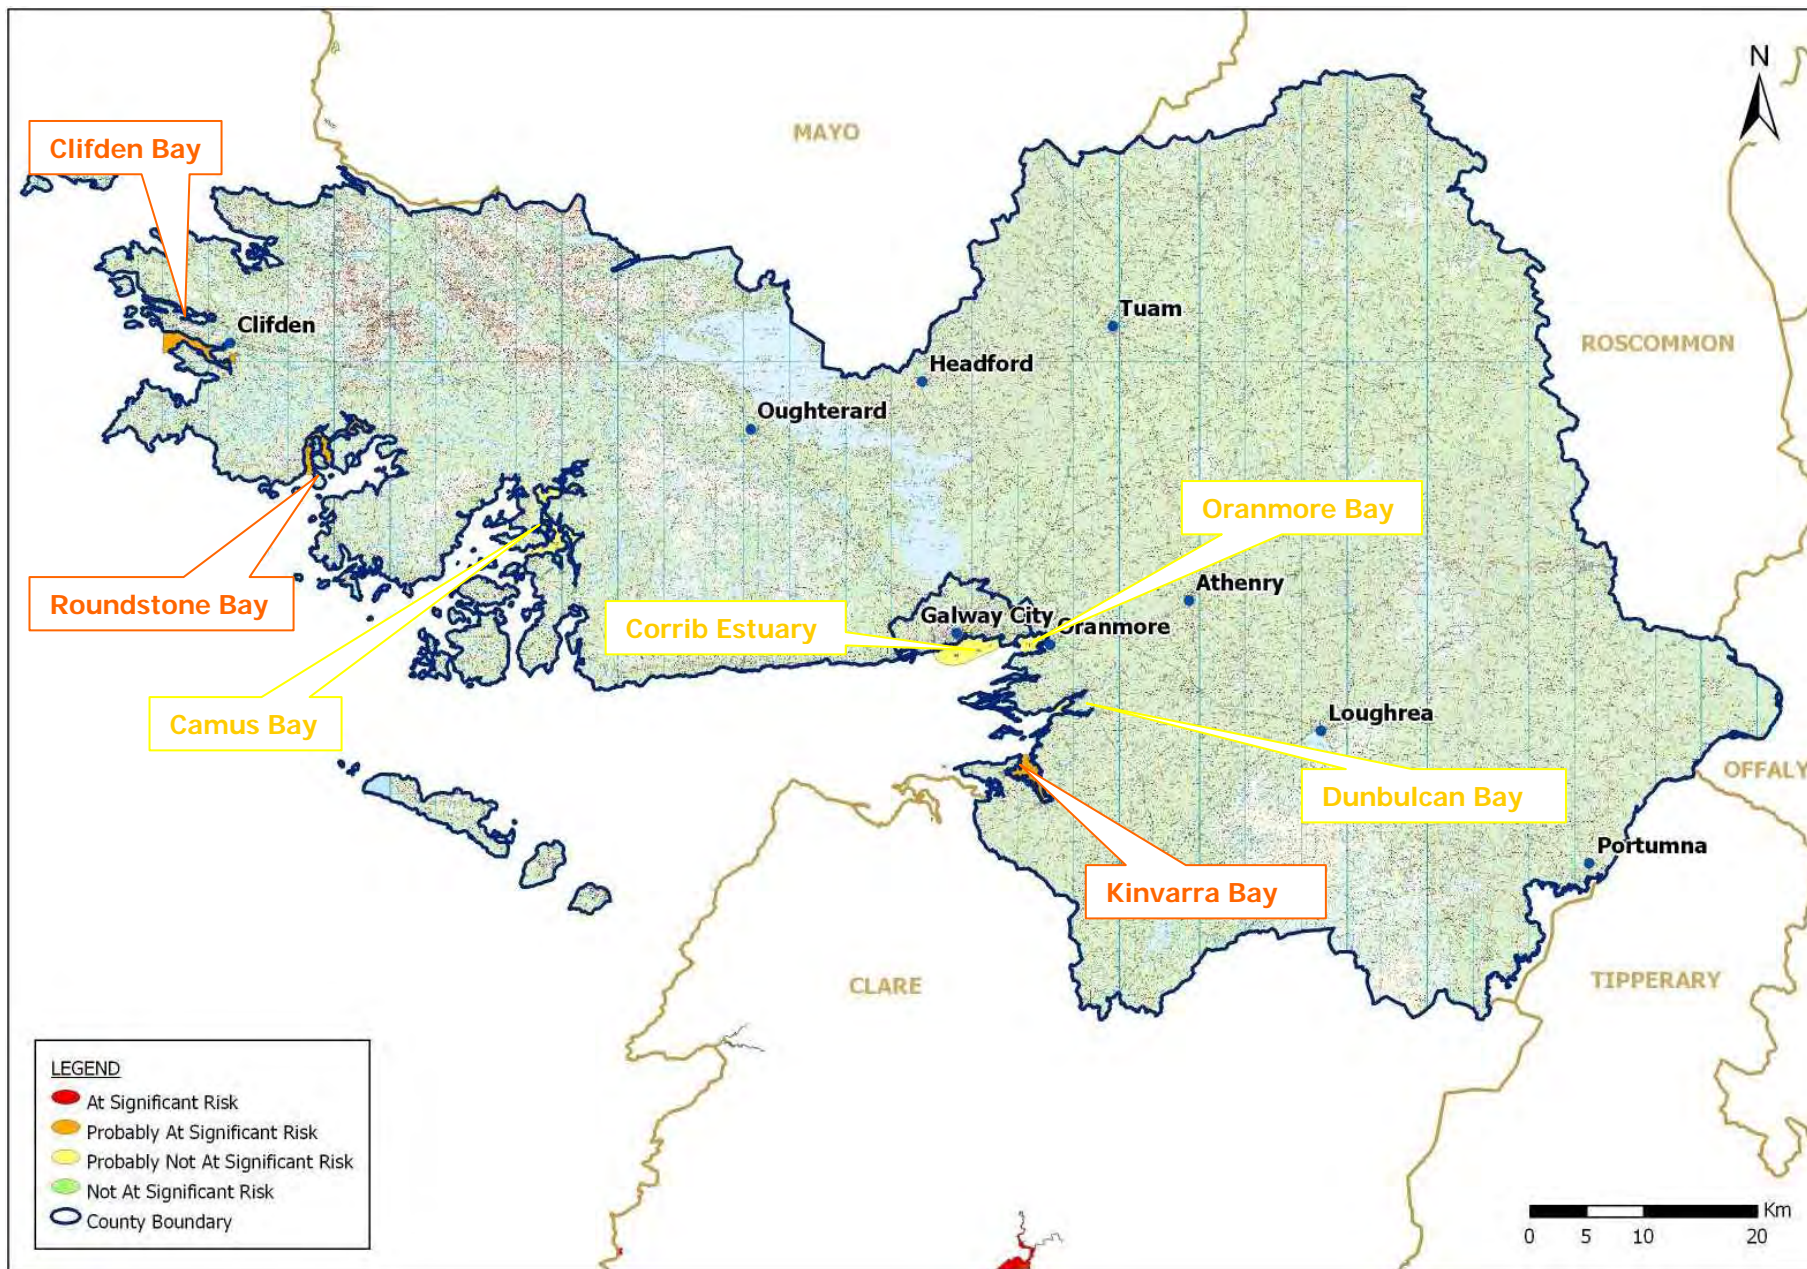 N
MAYO
Clifden Bay
Clifden
Tuam
ROSCOMMON
Headford
Oughterard
Oranmore Bay
Athenry
Roundstone Bay
Galway City
Corrib Estuary
Oranmore
Camus Bay
Loughrea
OFFALY
Dunbulcan Bay
Portumna
Kinvarra Bay
CLARE
TIPPERARY
LEGEND
At Significant Risk
Probably At Significant Risk
Probably Not At Significant Risk
Not At Significant Risk
County Boundary
Km
0 5 10 20